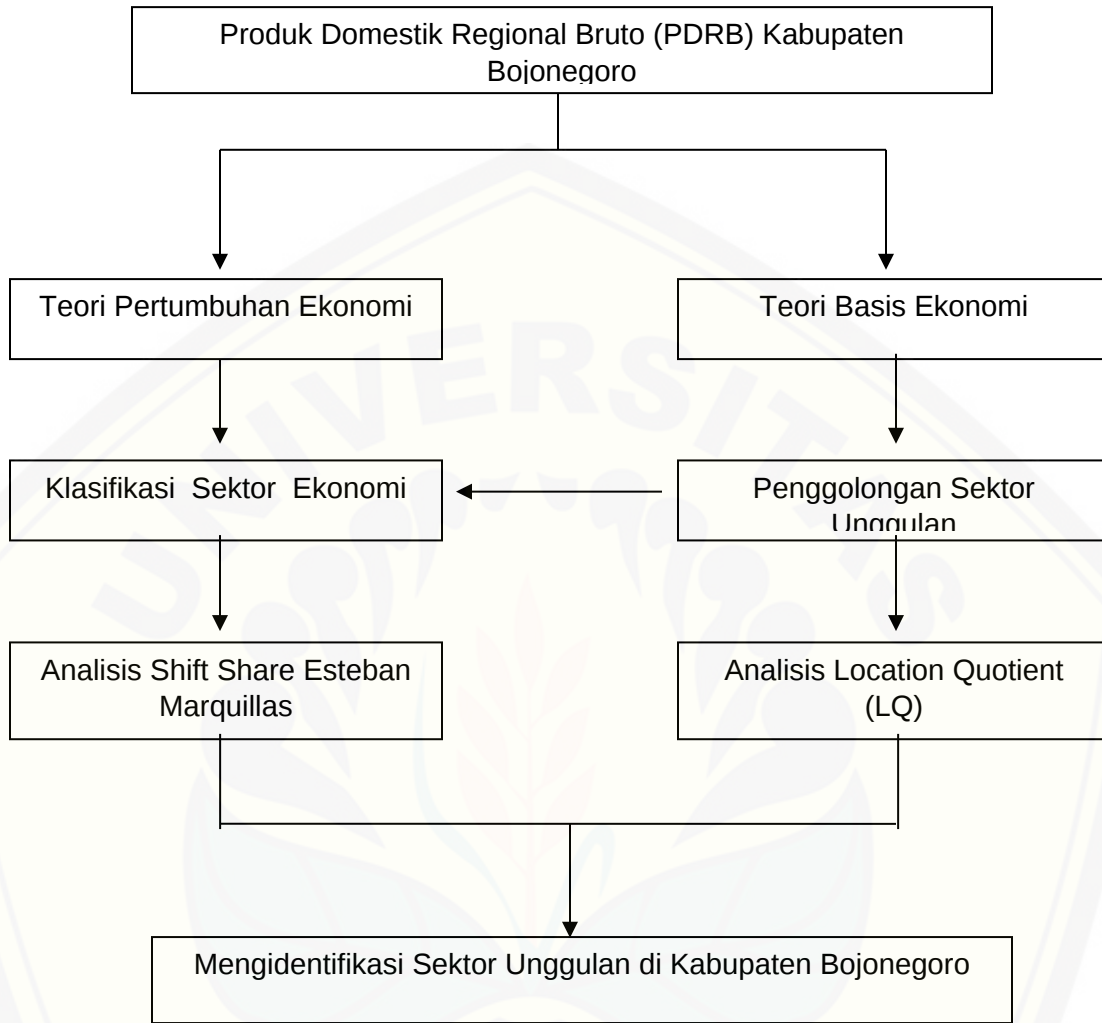 Produk Domestik Regional Bruto (PDRB) Kabupaten
Bojonegoro
Teori Pertumbuhan Ekonomi
Teori Basis Ekonomi
UNIVERSITAS
Klasifikasi Sektor Ekonomi
Penggolongan Sektor
Unggulan
Analisis Shift Share Esteban
Marquillas
Analisis Location Quotient
(LQ)
Mengidentifikasi Sektor Unggulan di Kabupaten Bojonegoro